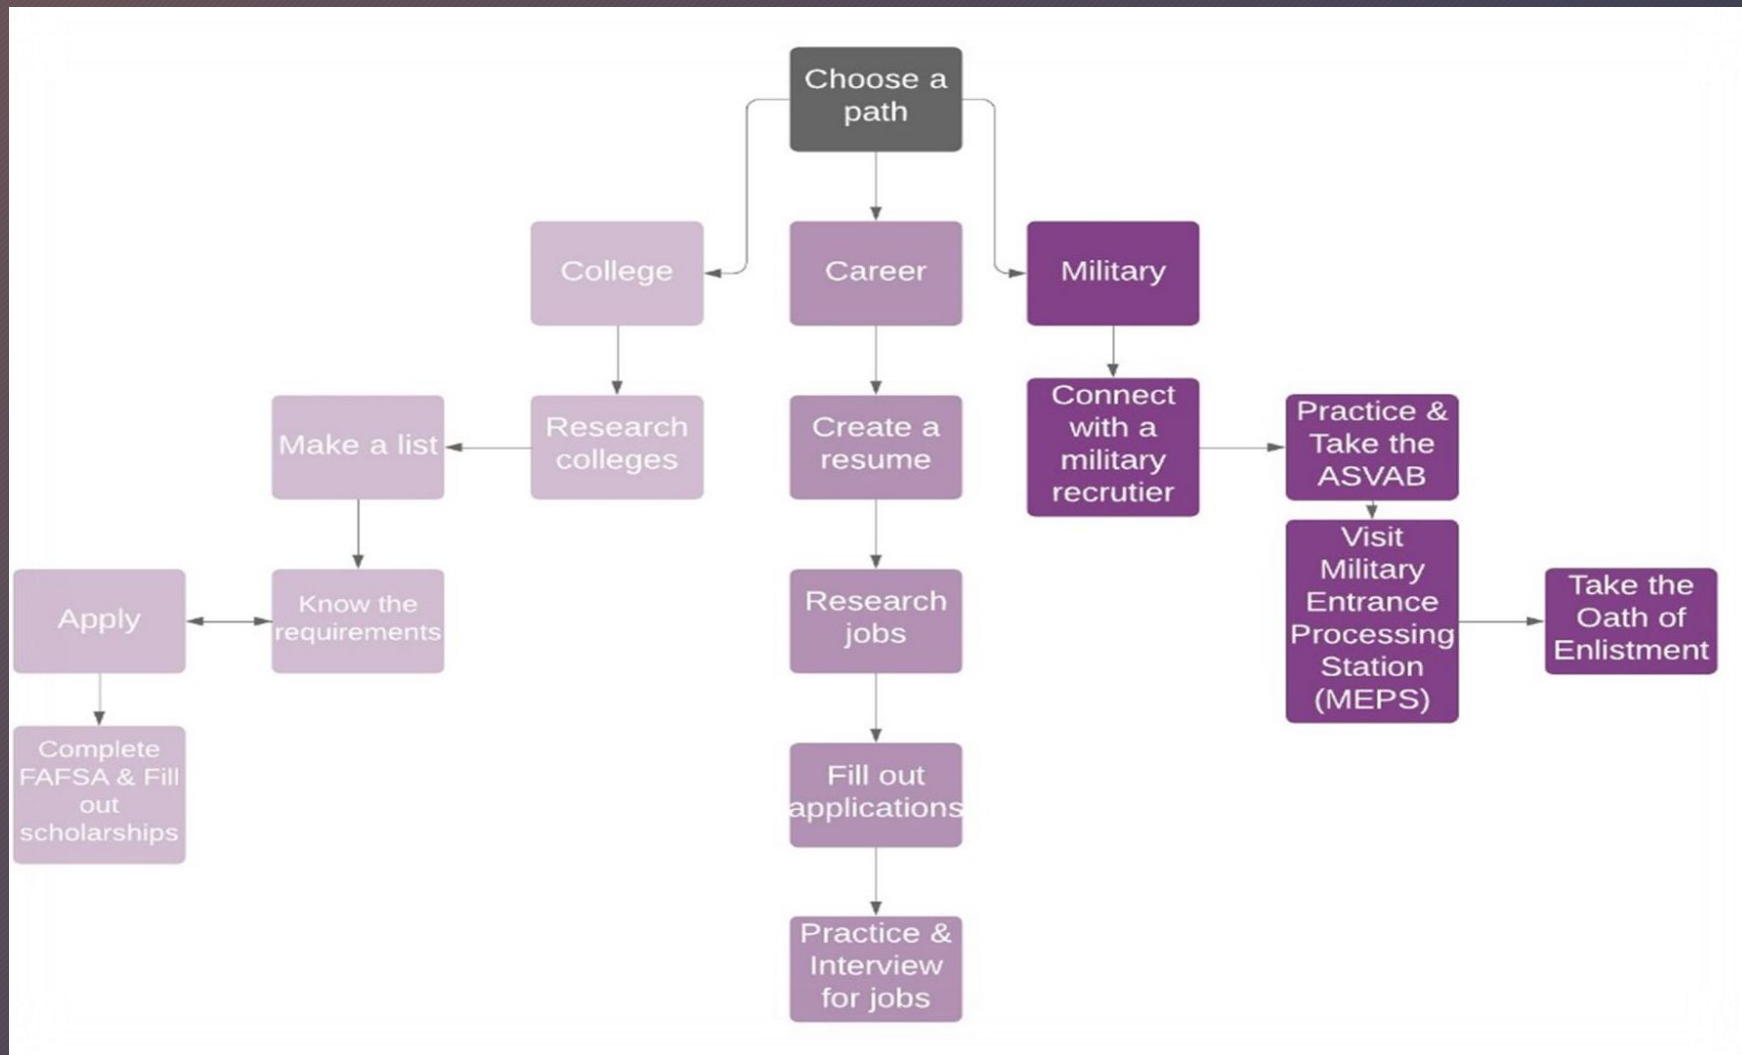 Choose a
path
College
Career
Military
Research
colleges
Make a list
Know the
requirements
Apply
Complete
FAFSA & Fill
out
scholarships
Create a
resume
Research
jobs
Fill out
applications
Practice &
Interview
for jobs
Connect
with a
military
recrutier
Practice &
Take the
ASVAB
Visit
Military
Entrance
Processing
Station
(MEPS)
Take the
Oath of
Enlistment